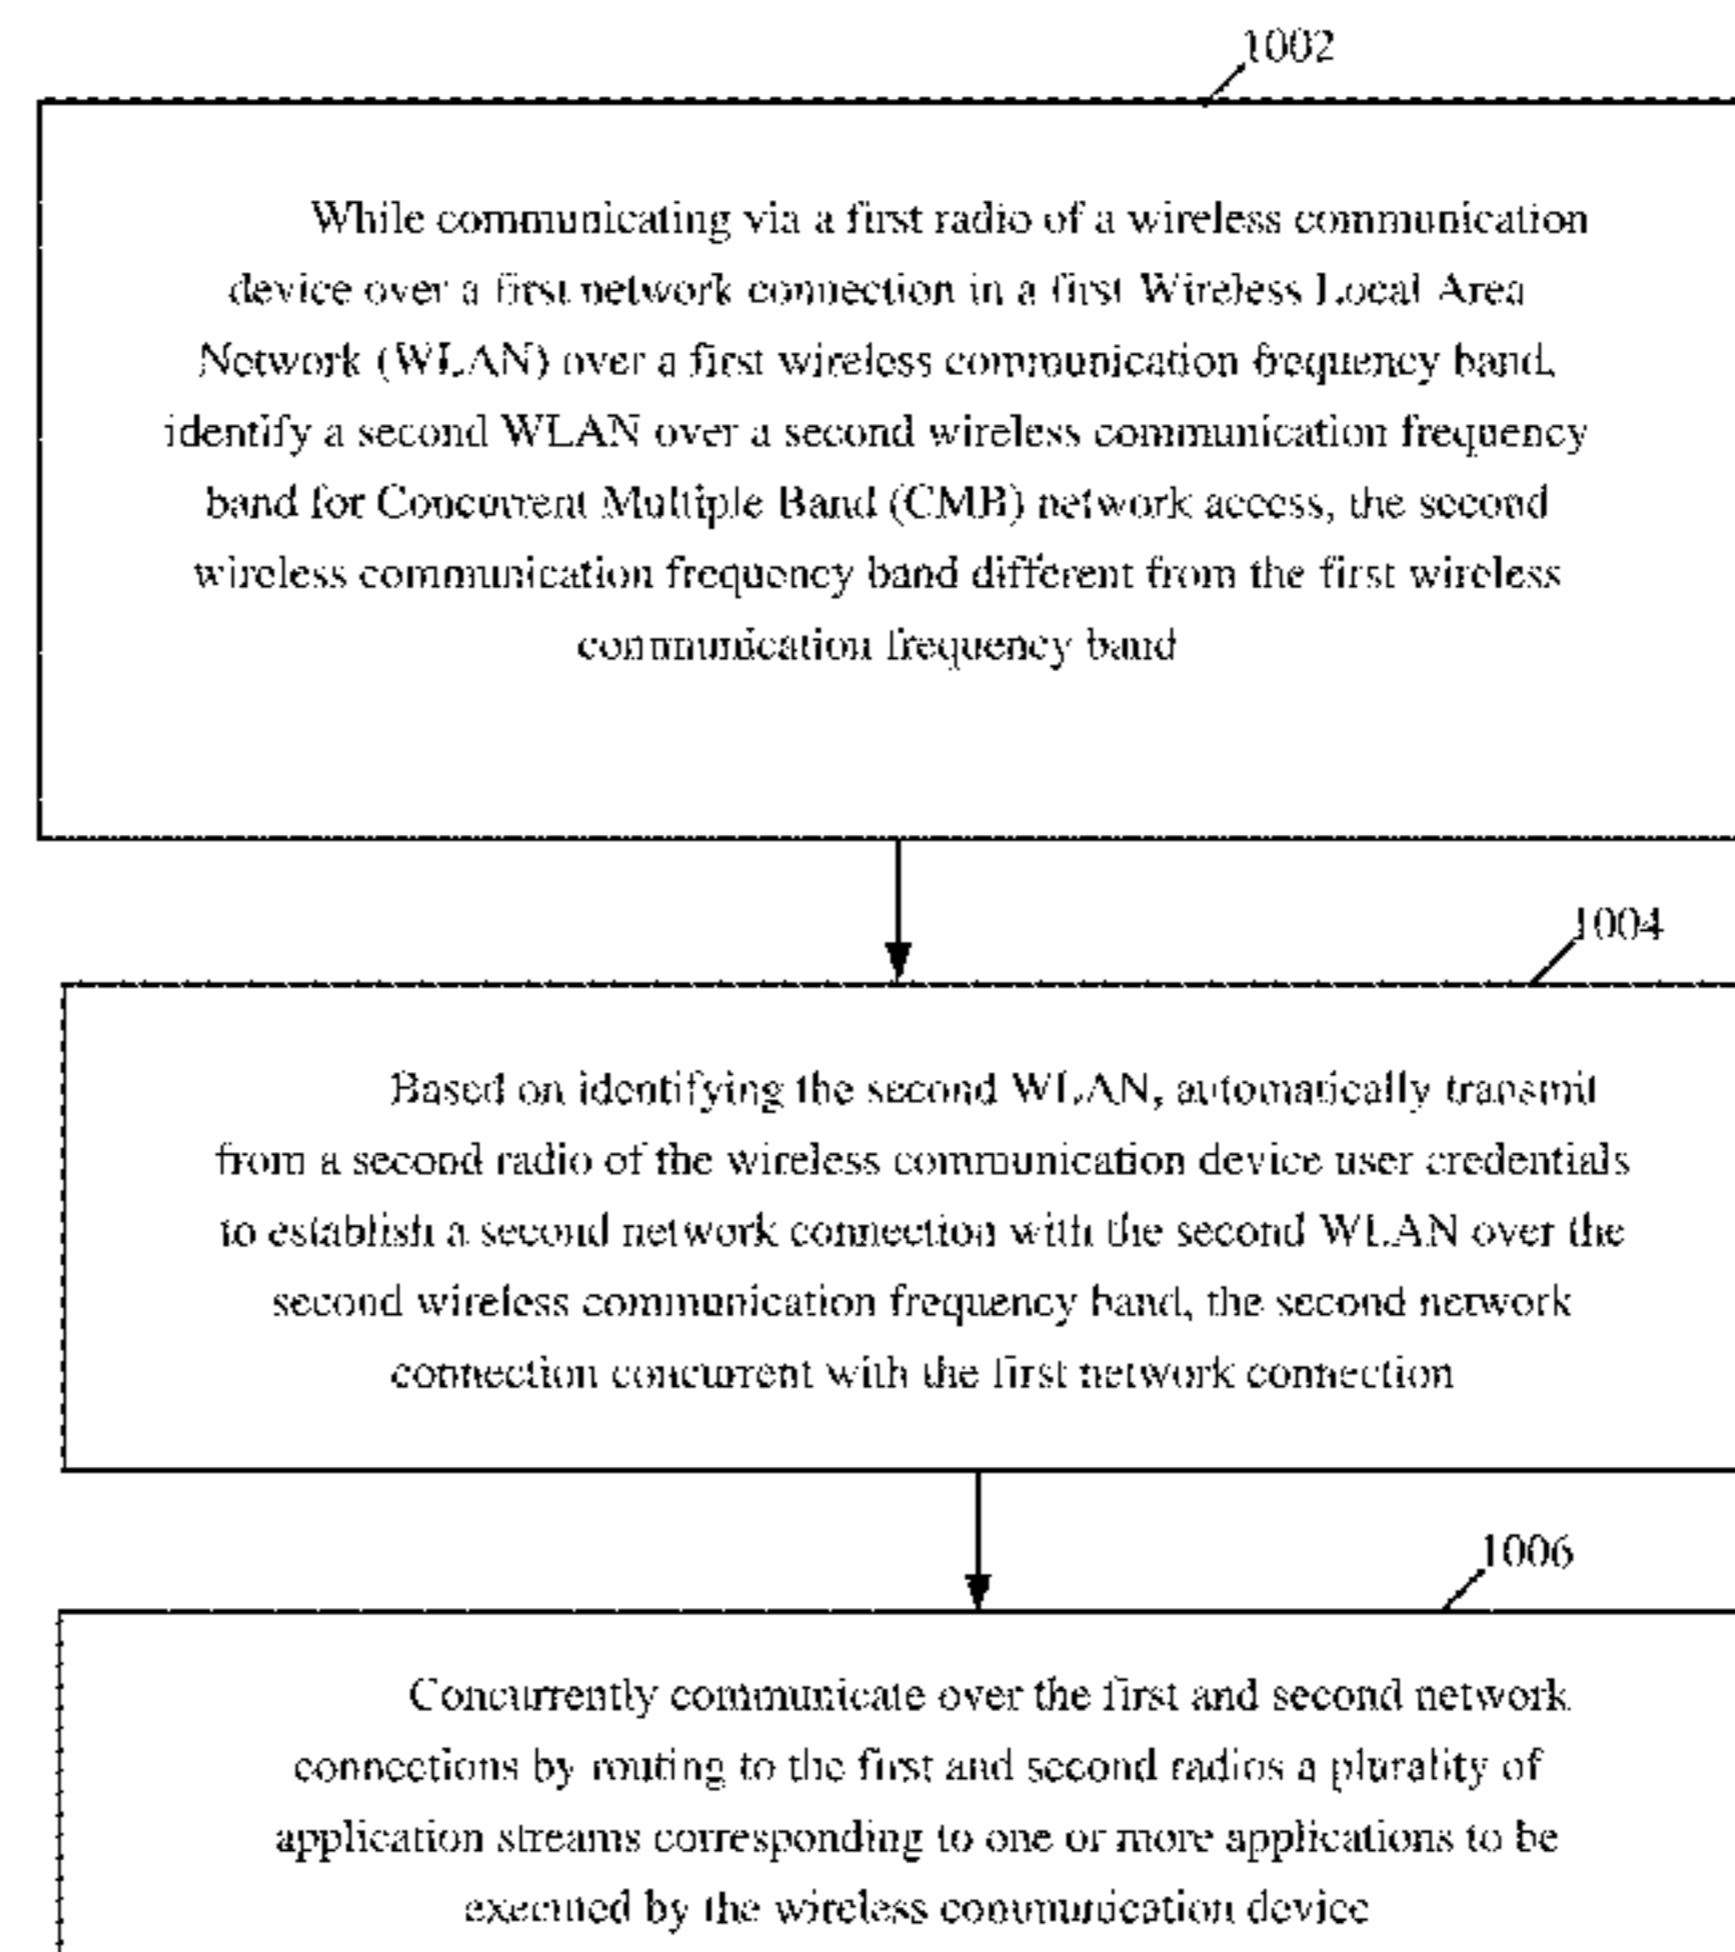 1002
While communicating via a first radio of a wireless communication
device over a first network connection in a first Wireless Local Area
Network (WLAN) over a first wireless communication frequency band,
identify a second WLAN over a second wireless communication frequency
band for Concurrent Multiple Band (CMB) network access, the second
wireless communication frequency band different from the first wireless
communication frequency band
1004
Based on identifying the second WLAN, automatically transmit
from a second radio of the wireless communication device user credentials
to establish a second network connection with the second WLAN over the
second wireless communication frequency band, the second network
connection concurrent with the first network connection
1006
Concurrently communicate over the first and second network
connections by routing to the first and second radios a plurality of
application streams corresponding to one or more applications to be
executed by the wireless communication device